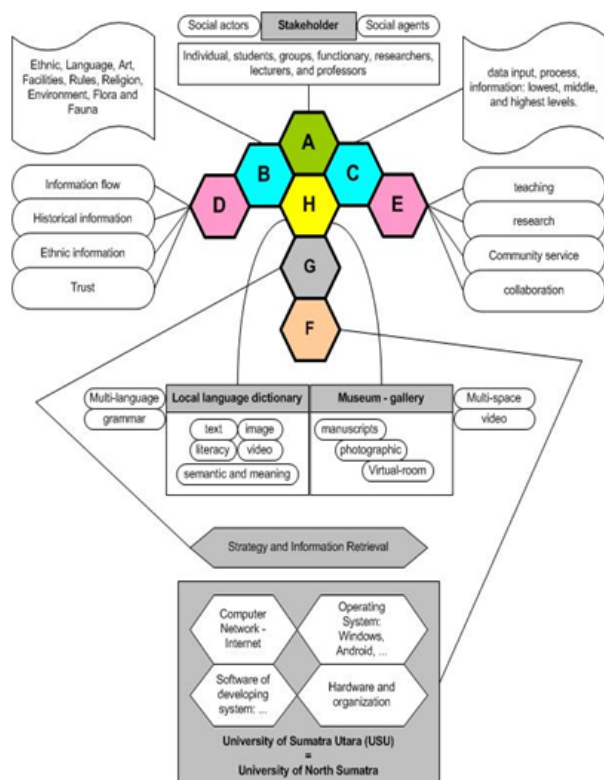 Social actors
Stakeholder
Social agents
Individual, students, groups, functionary, researchers,
lecturers, and professors
Ethnic, Language, Art,
Facilities, Rules, Religion,
Environment, Flora and
Fauna
data input, process,
information: lowest, middle,
and highest levels.
A
B
C
D
H
E
G
F
Information flow
Historical information
Ethnic information
Trust
teaching
research
Community service
collaboration
Multi-language
grammar
Local language dictionary
text
image
literacy
video
semantic and meaning
Museum - gallery
manuscripts
photographic
Virtual-room
Multi-space
video
Strategy and Information Retrieval
Computer
Network -
Internet
Operating
System:
Windows,
Android, ...
Software of
developing
system: ...
Hardware and
organization
University of Sumatra Utara (USU)
=
University of North Sumatra